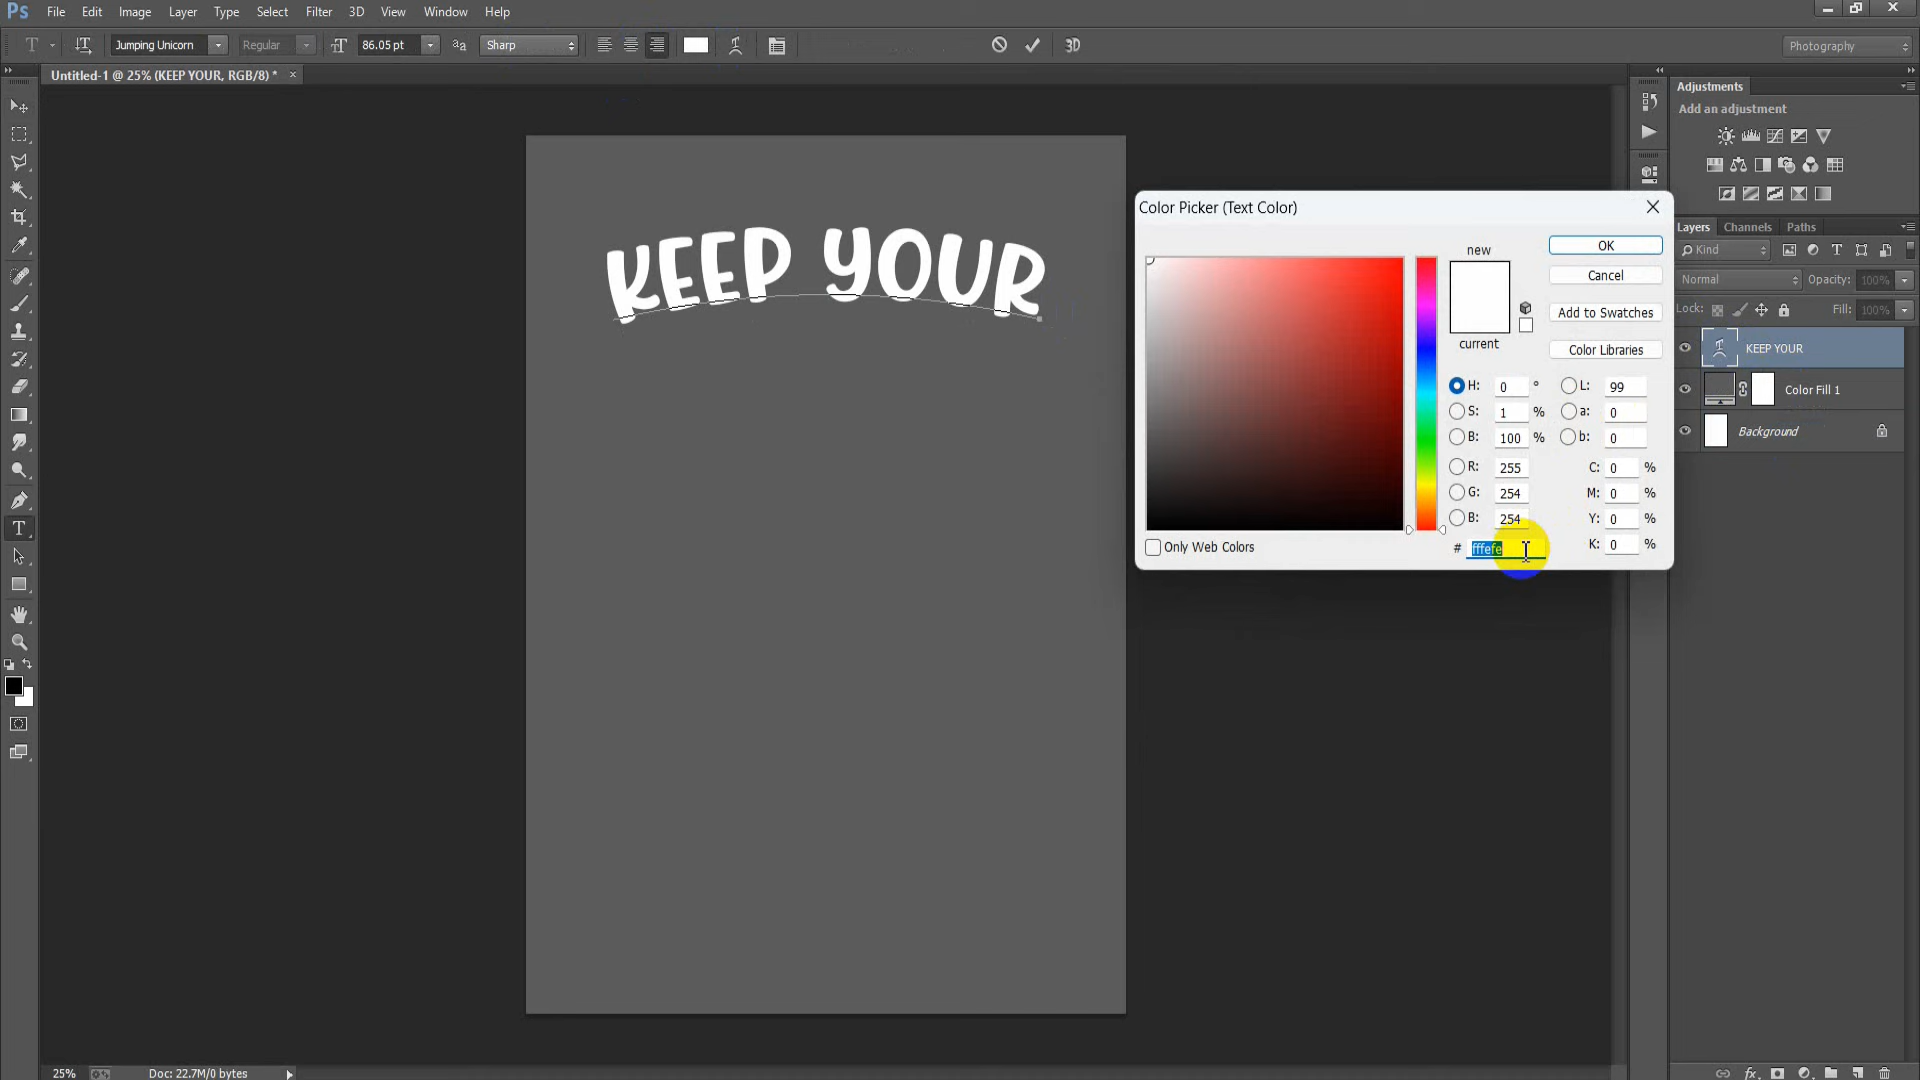 Ps File Edit Image Layer Type Select Filter 3D View Window Help
T Jumping Unicorn Regular 86.05 pt aa Sharp 3D Photography
Untitled-1 @ 25% (KEEP YOUR, RGB/8) * ×
Adjustments
Add an adjustment
KEEP YOUR
Color Picker (Text Color)
new
current
OK
Cancel
Add to Swatches
Color Libraries
H: 0 °
S: 1 %
B: 100 %
R: 255
G: 254
B: 254
# fffefe
L: 99
a: 0
b: 0
C: 0 %
M: 0 %
Y: 0 %
K: 0 %
Only Web Colors
Layers Channels Paths
Kind
Normal Opacity: 100%
Lock: Fill: 100%
KEEP YOUR
Color Fill 1
Background
25% Doc: 22.7M/0 bytes